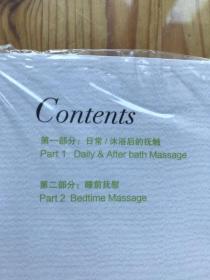 Contents
第一部分：日常 / 沐浴后的抚触
Part 1 Daily & After bath Massage
第二部分：睡前抚慰
Part 2 Bedtime Massage